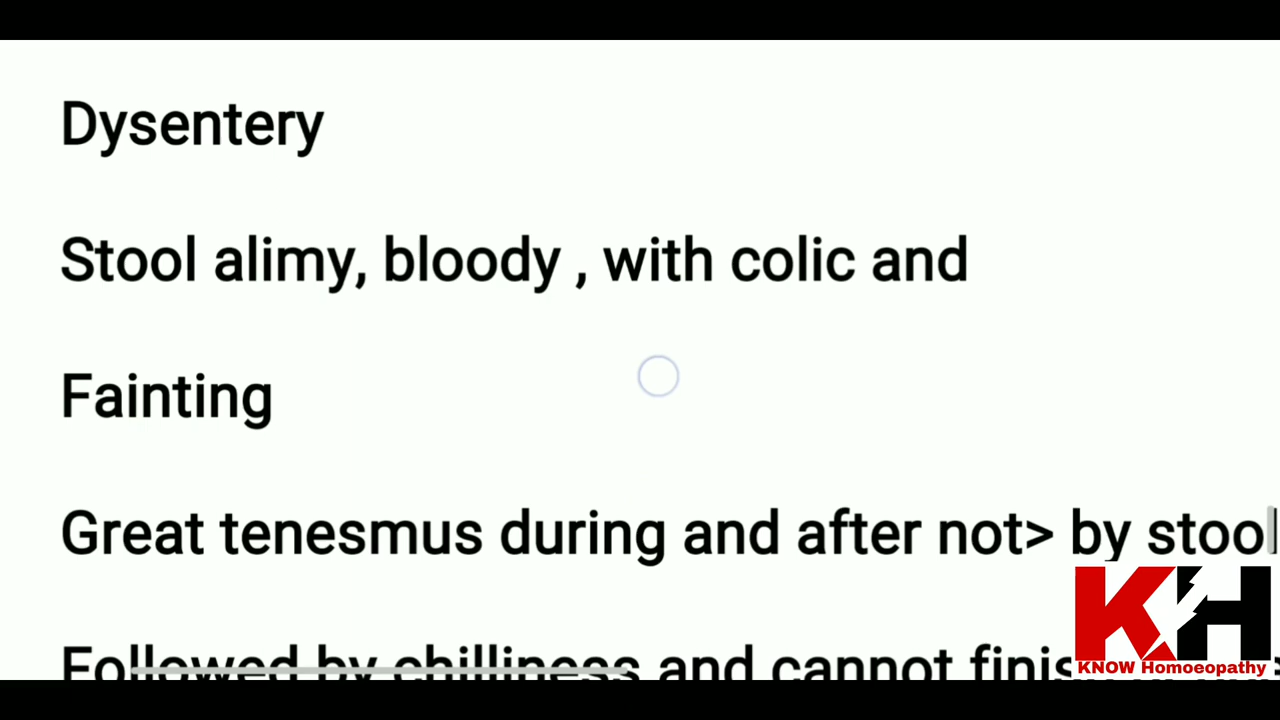 Dysentery
Stool alimy, bloody , with colic and
Fainting
Great tenesmus during and after not> by stool
Followed by chilliness and cannot
KH
KNOW Homoeopathy